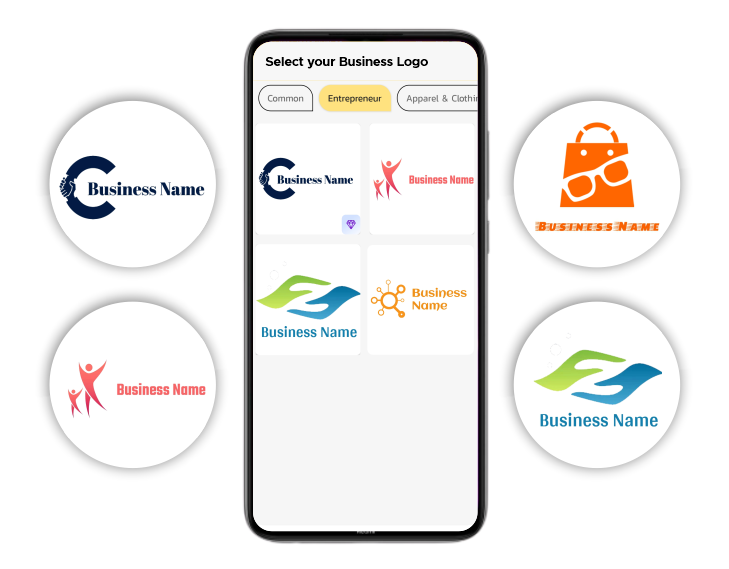 Select your Business Logo
Common
Entrepreneur
Apparel & Clothin
Business Name
Business Name
Business Name
Business
Name
Business Name
Business Name
BUSINESS NAME
Business Name